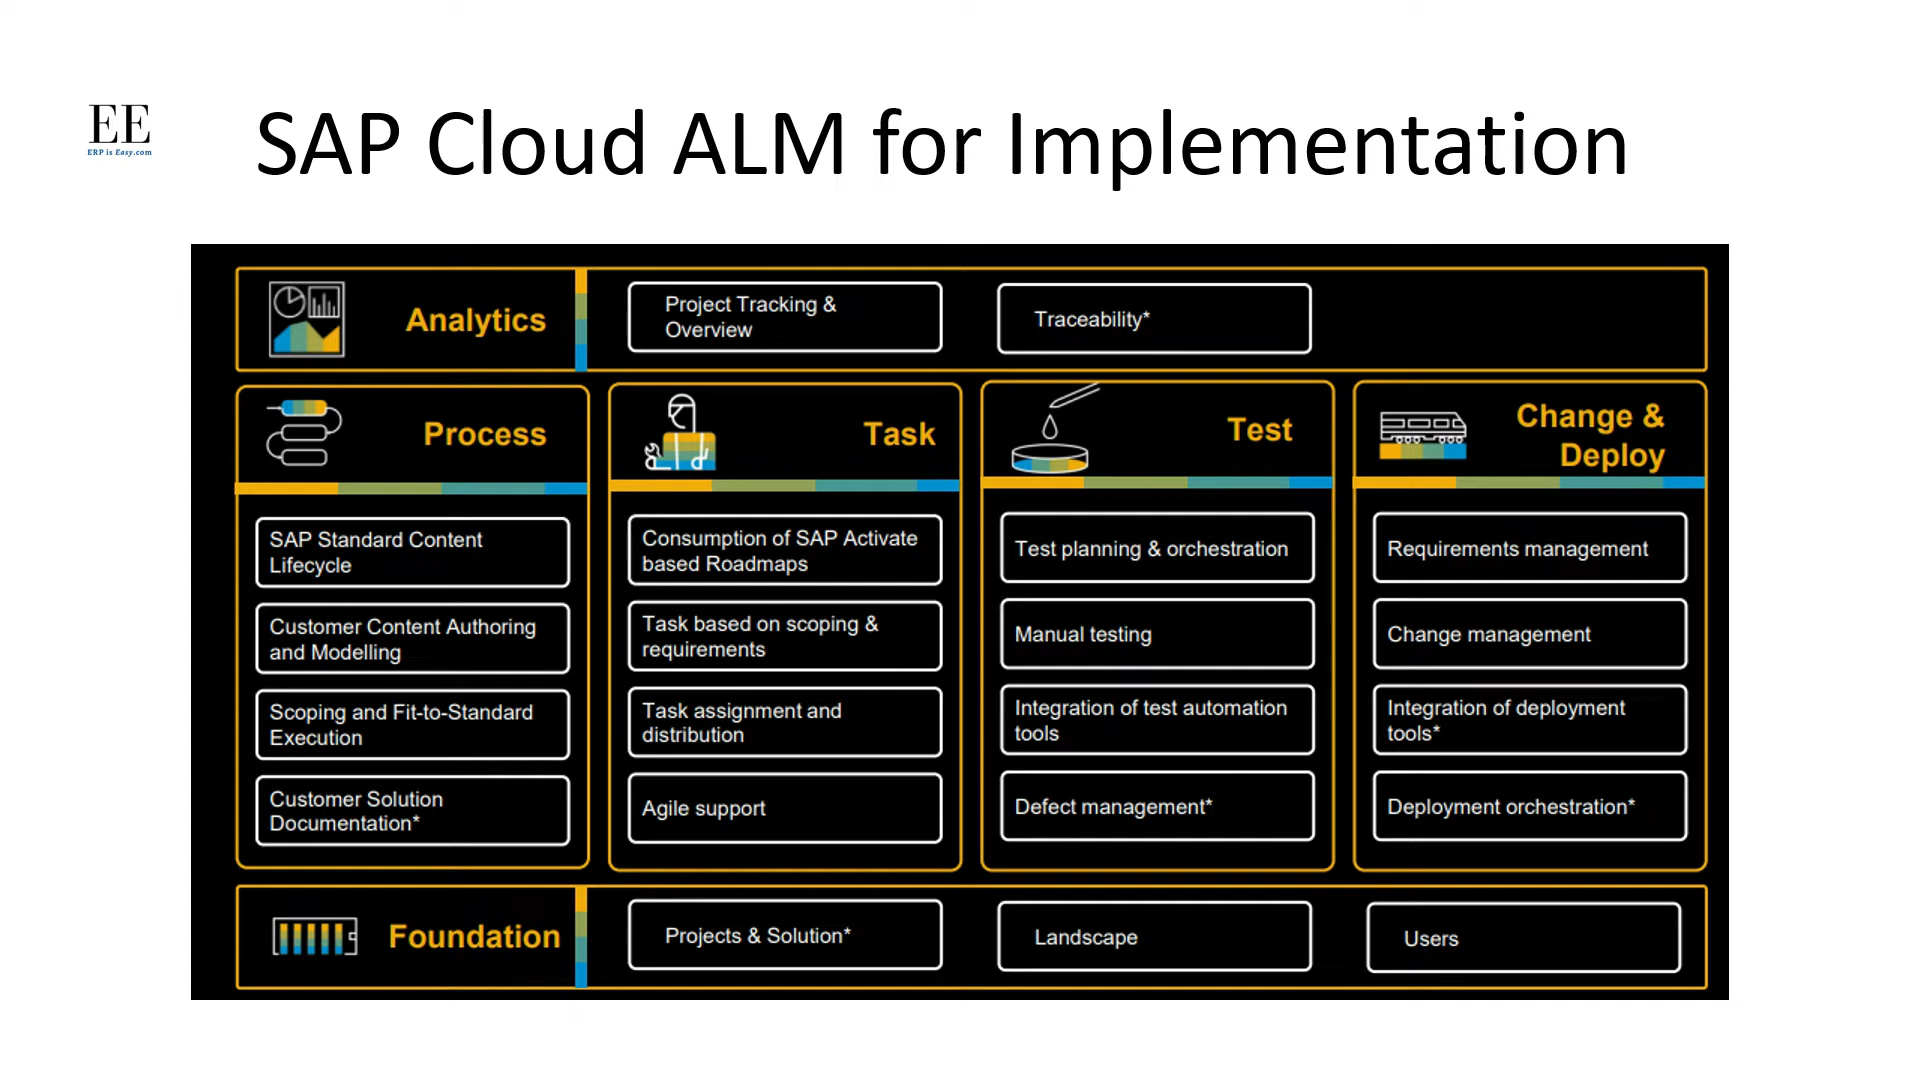 EE
ERP is Easy.com
SAP Cloud ALM for Implementation
Analytics
Project Tracking &
Overview
Traceability*
Process
SAP Standard Content
Lifecycle
Customer Content Authoring
and Modelling
Scoping and Fit-to-Standard
Execution
Customer Solution
Documentation*
Task
Consumption of SAP Activate
based Roadmaps
Task based on scoping &
requirements
Task assignment and
distribution
Agile support
Test
Test planning & orchestration
Manual testing
Integration of test automation
tools
Defect management*
Change &
Deploy
Requirements management
Change management
Integration of deployment
tools*
Deployment orchestration*
Foundation
Projects & Solution*
Landscape
Users